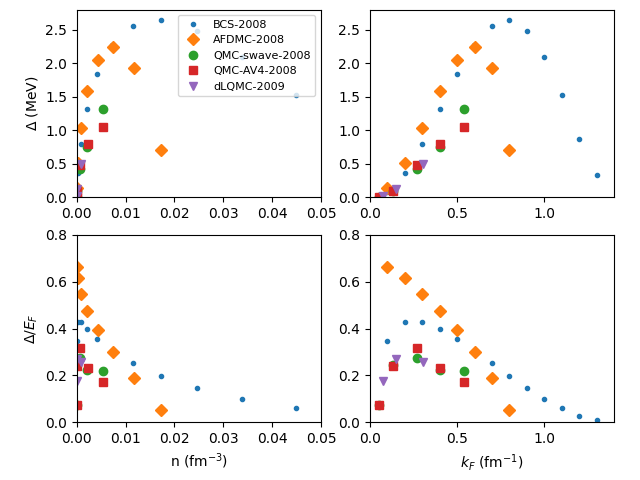 Δ (MeV)
2.5
2.0
1.5
1.0
0.5
0.0
0.00 0.01 0.02 0.03 0.04 0.05
BCS-2008
AFDMC-2008
QMC-swave-2008
QMC-AV4-2008
dLQMC-2009
2.5
2.0
1.5
1.0
0.5
0.0
0.0 0.5 1.0
Δ/E_F
0.8
0.6
0.4
0.2
0.0
0.00 0.01 0.02 0.03 0.04 0.05
n (fm⁻³)
0.8
0.6
0.4
0.2
0.0
0.0 0.5 1.0
k_F (fm⁻¹)